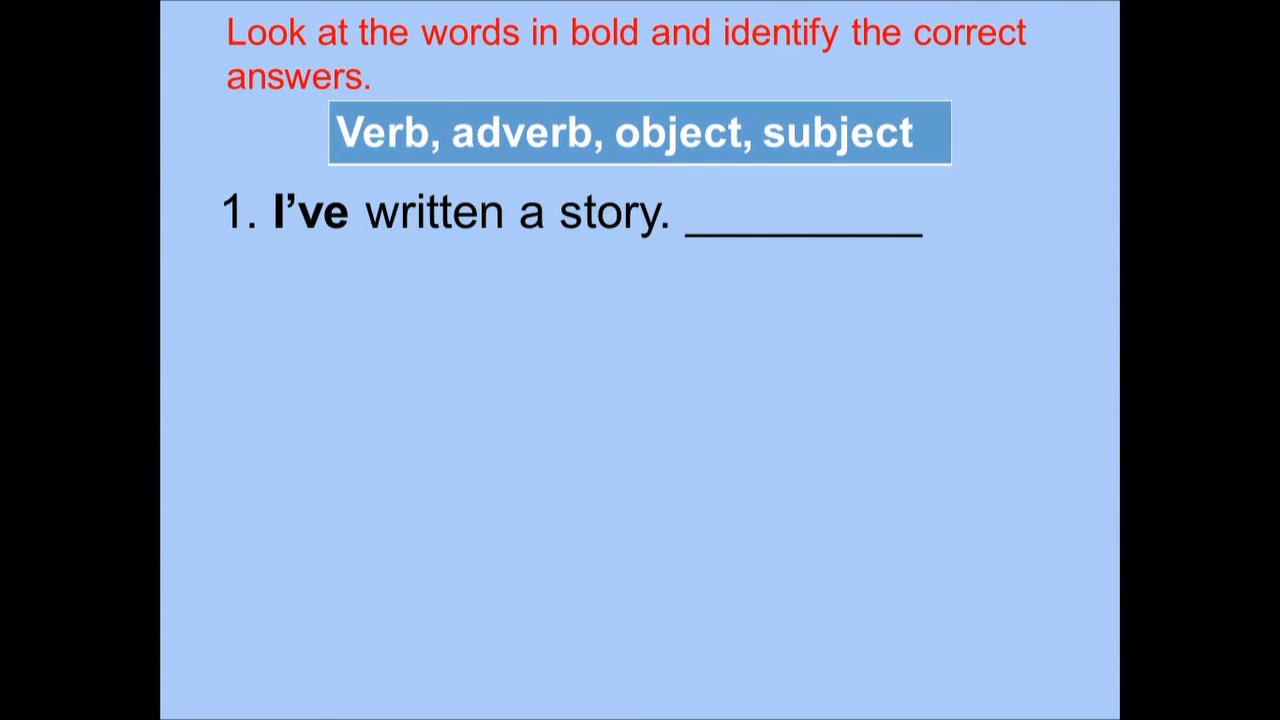 Look at the words in bold and identify the correct
answers.
Verb, adverb, object, subject
1. I’ve written a story. __________